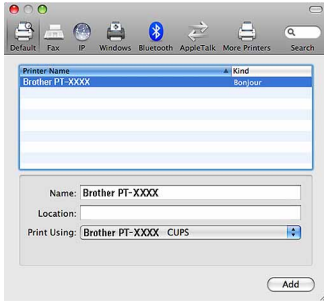 Default Fax IP Windows Bluetooth AppleTalk More Printers Search
Printer Name Kind
Brother PT-XXXX Bonjour
Name: Brother PT-XXXX
Location:
Print Using: Brother PT-XXXX CUPS
Add